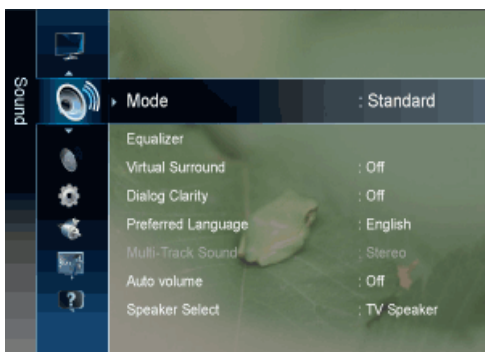 Sound
Mode : Standard
Equalizer
Virtual Surround : Off
Dialog Clarity : Off
Preferred Language : English
Multi-Track Sound : Stereo
Auto volume : Off
Speaker Select : TV Speaker
?